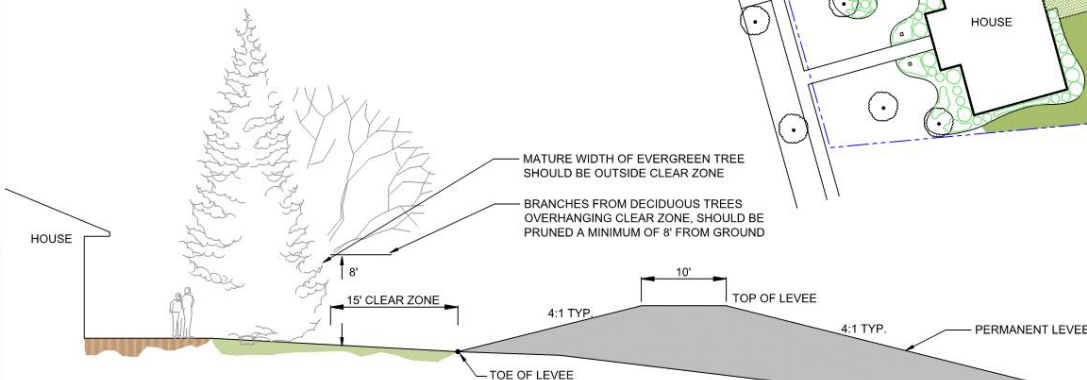 HOUSE
MATURE WIDTH OF EVERGREEN TREE
SHOULD BE OUTSIDE CLEAR ZONE
BRANCHES FROM DECIDUOUS TREES
OVERHANGING CLEAR ZONE, SHOULD BE
PRUNED A MINIMUM OF 8' FROM GROUND
HOUSE
8'
10'
15' CLEAR ZONE
TOP OF LEVEE
4:1 TYP.
4:1 TYP.
PERMANENT LEVEE
TOE OF LEVEE